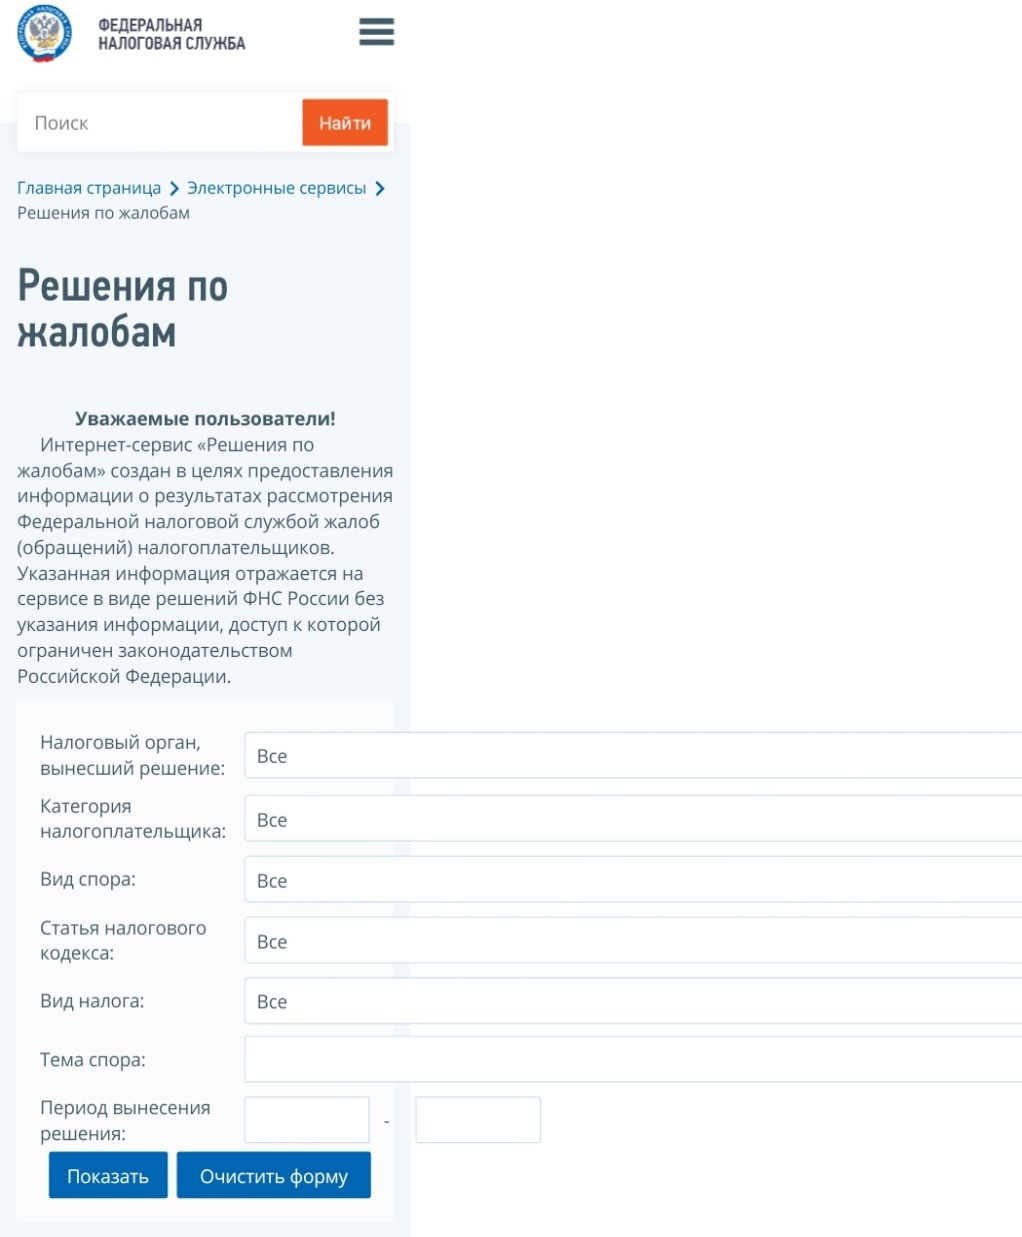 ФЕДЕРАЛЬНАЯ
НАЛОГОВАЯ СЛУЖБА
Поиск
Найти
Главная страница
Электронные сервисы
Решения по жалобам
Решения по
жалобам
Уважаемые пользователи!
Интернет-сервис «Решения по
жалобам» создан в целях предоставления
информации о результатах рассмотрения
Федеральной налоговой службой жалоб
(обращений) налогоплательщиков.
Указанная информация отражается на
сервисе в виде решений ФНС России без
указания информации, доступ к которой
ограничен законодательством
Российской Федерации.
Налоговый орган,
вынесший решение:
Все
Категория
налогоплательщика:
Все
Вид спора:
Все
Статья налогового
кодекса:
Все
Вид налога:
Все
Тема спора:
Период вынесения
решения:
-
Показать
Очистить форму